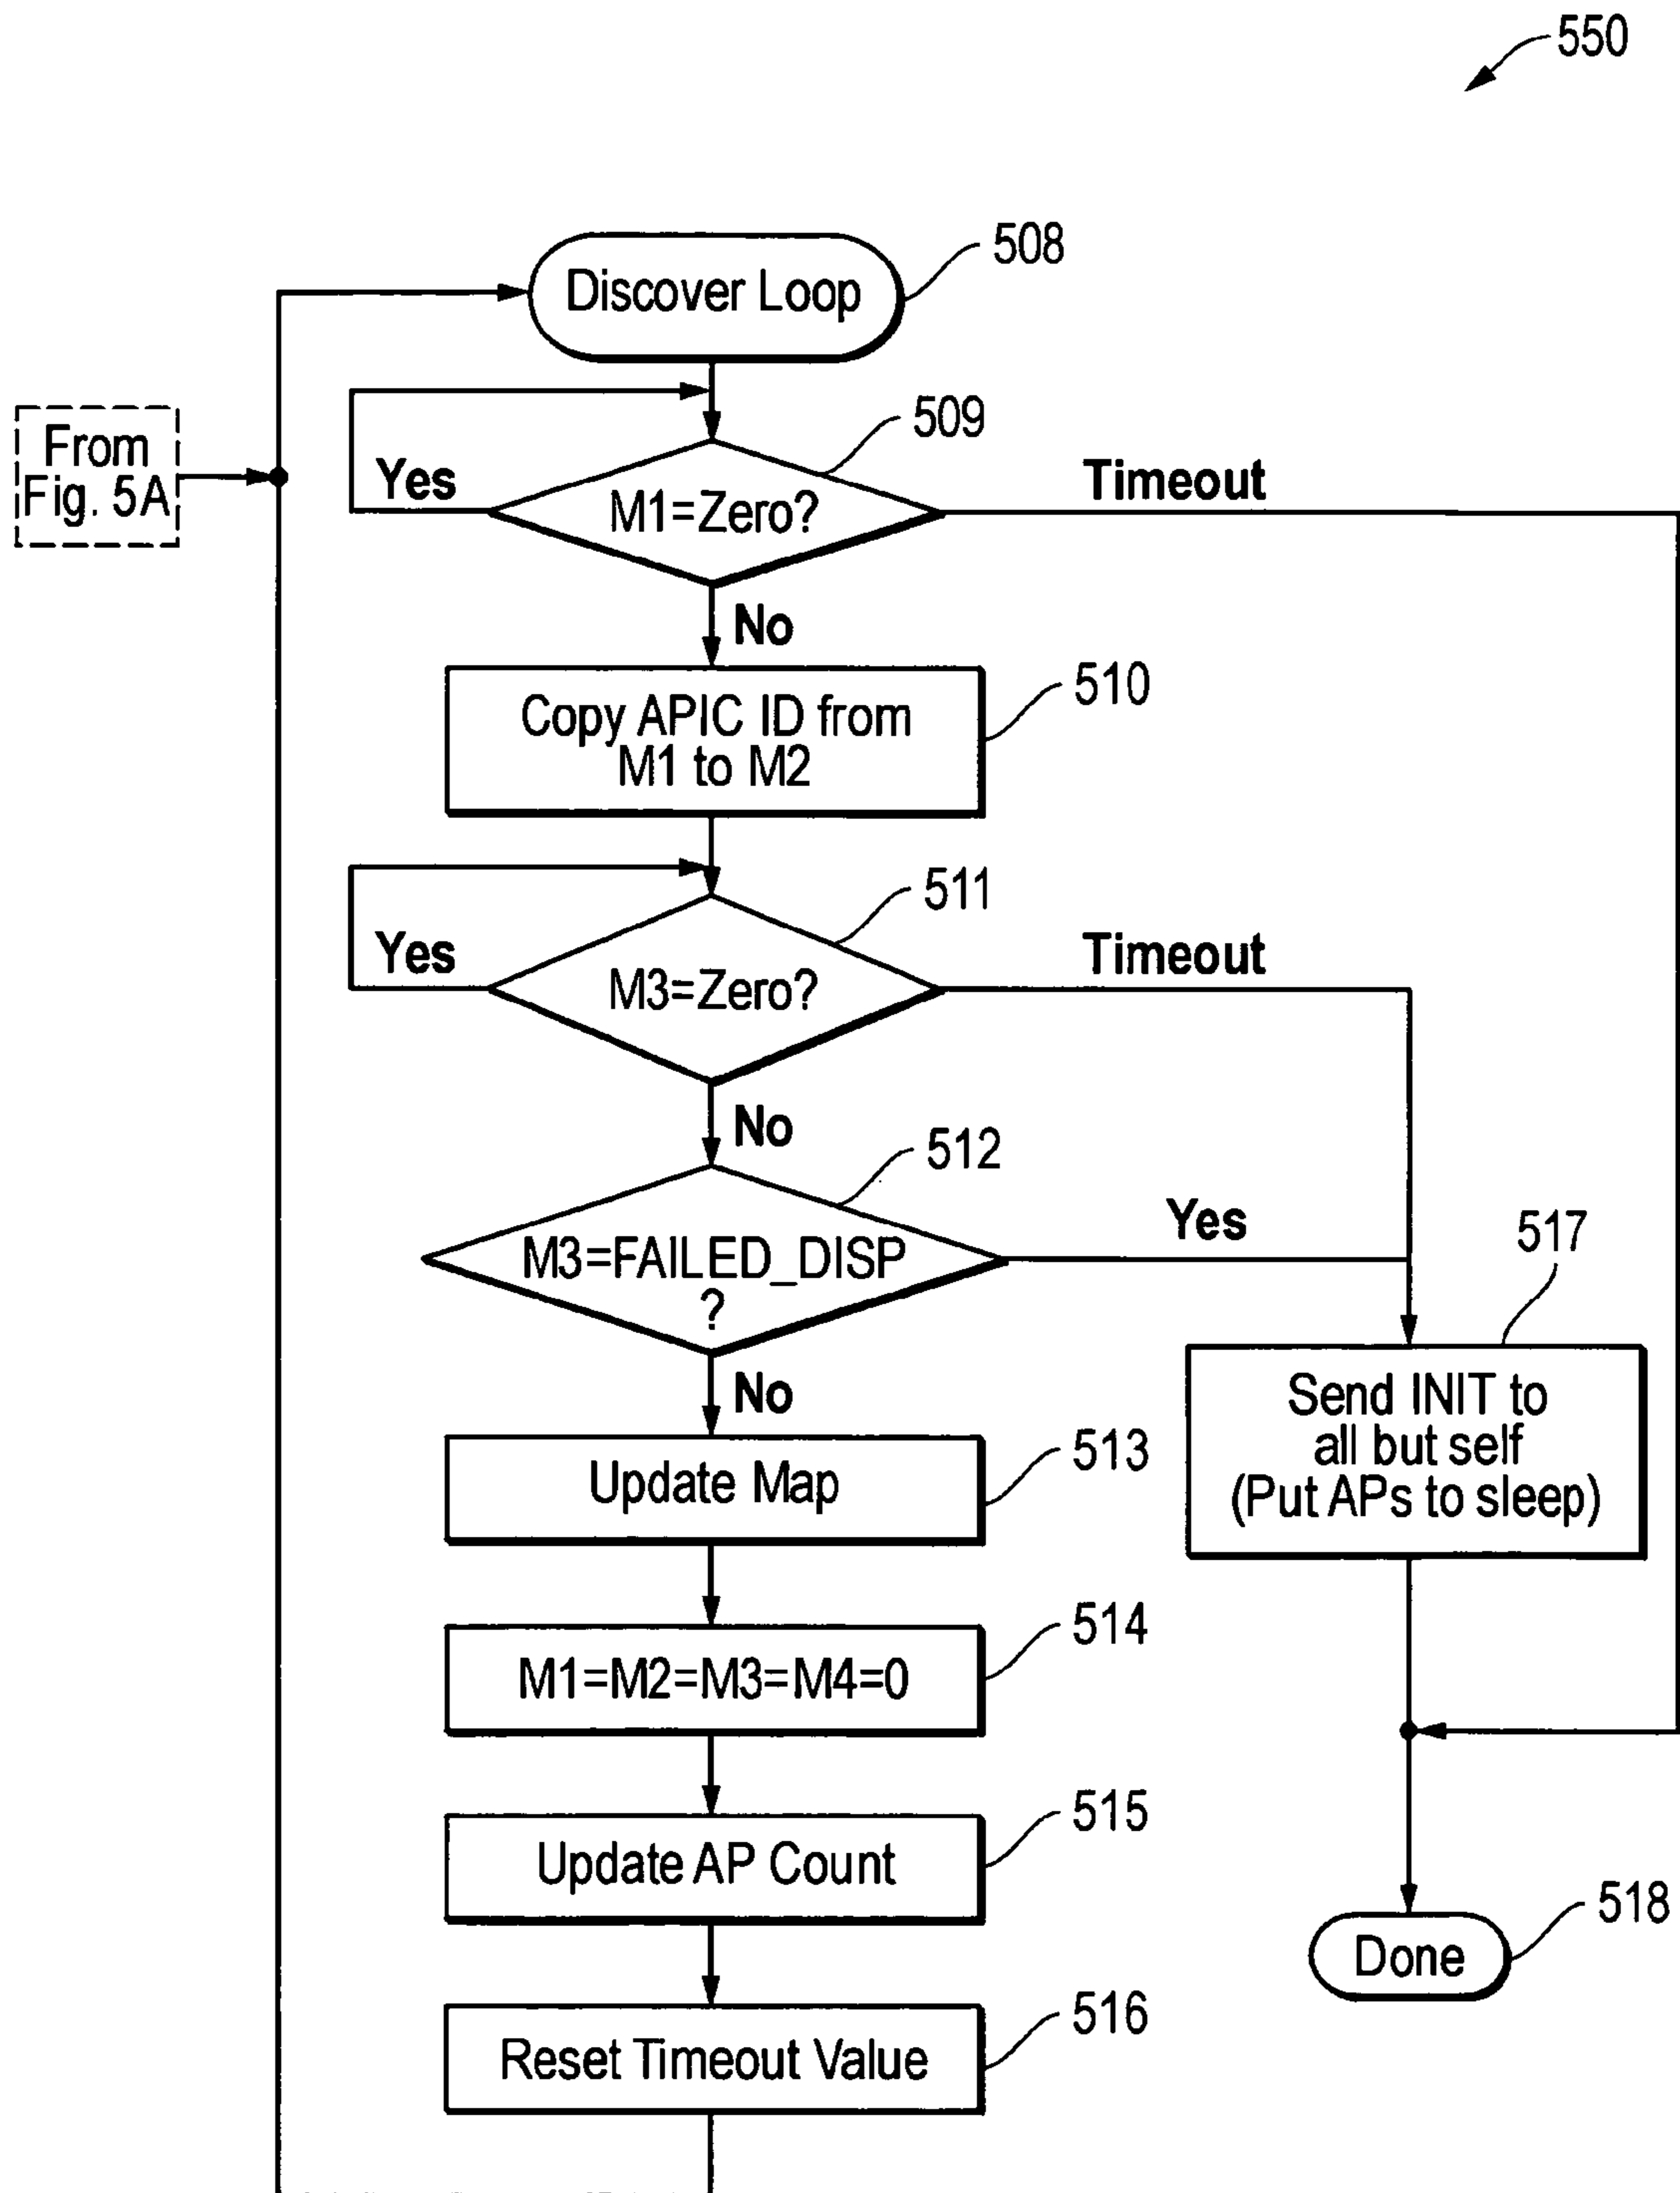 550
Discover Loop
508
From
Fig. 5A
509
Yes
M1=Zero?
Timeout
No
Copy APIC ID from
M1 to M2
510
511
Yes
M3=Zero?
Timeout
No
512
M3=FAILED_DISP
?
Yes
517
No
Send INIT to
all but self
(Put APs to sleep)
Update Map
513
M1=M2=M3=M4=0
514
Update AP Count
515
Done
518
Reset Timeout Value
516